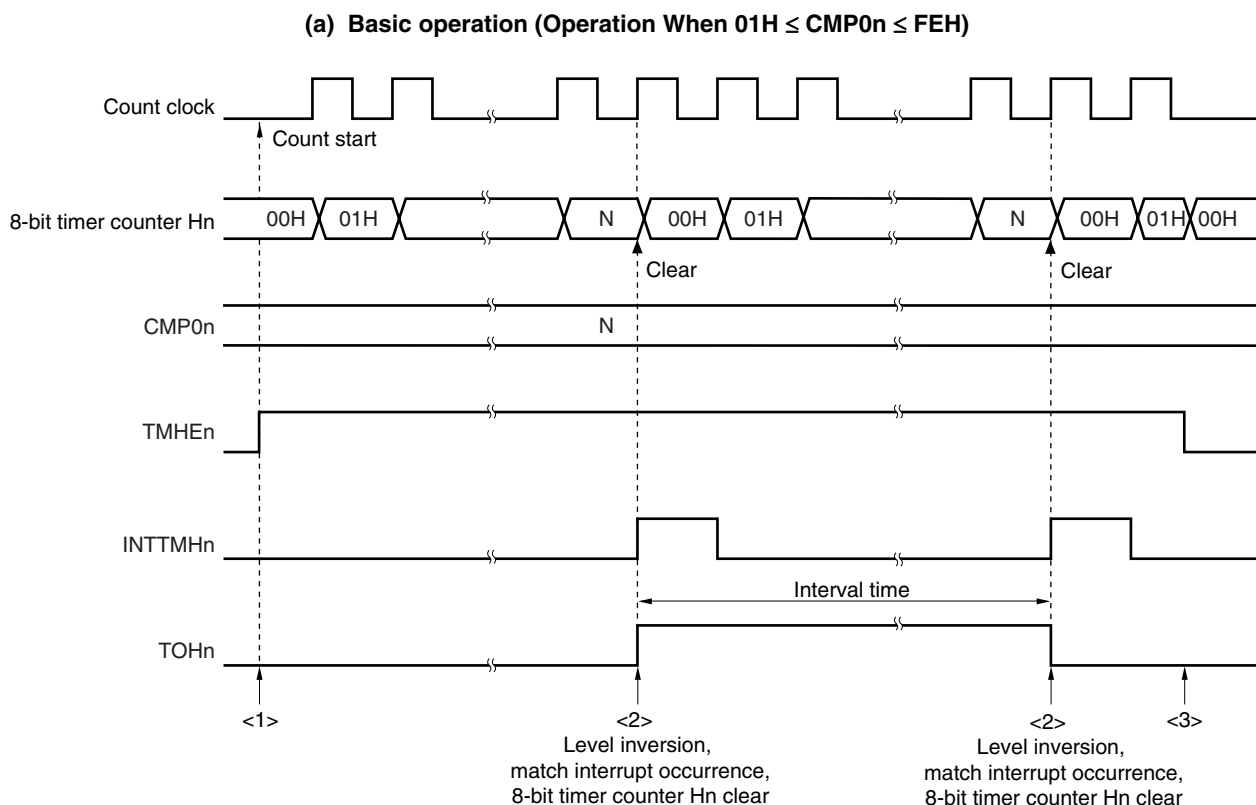 (a) Basic operation (Operation When 01H ≤ CMP0n ≤ FEH)
Count clock
Count start
8-bit timer counter Hn
00H 01H N 00H 01H N 00H 01H 00H
Clear Clear
CMP0n
N
TMHEn
INTTMHn
Interval time
TOHn
<1> <2> <2> <3>
Level inversion,
match interrupt occurrence,
8-bit timer counter Hn clear
Level inversion,
match interrupt occurrence,
8-bit timer counter Hn clear